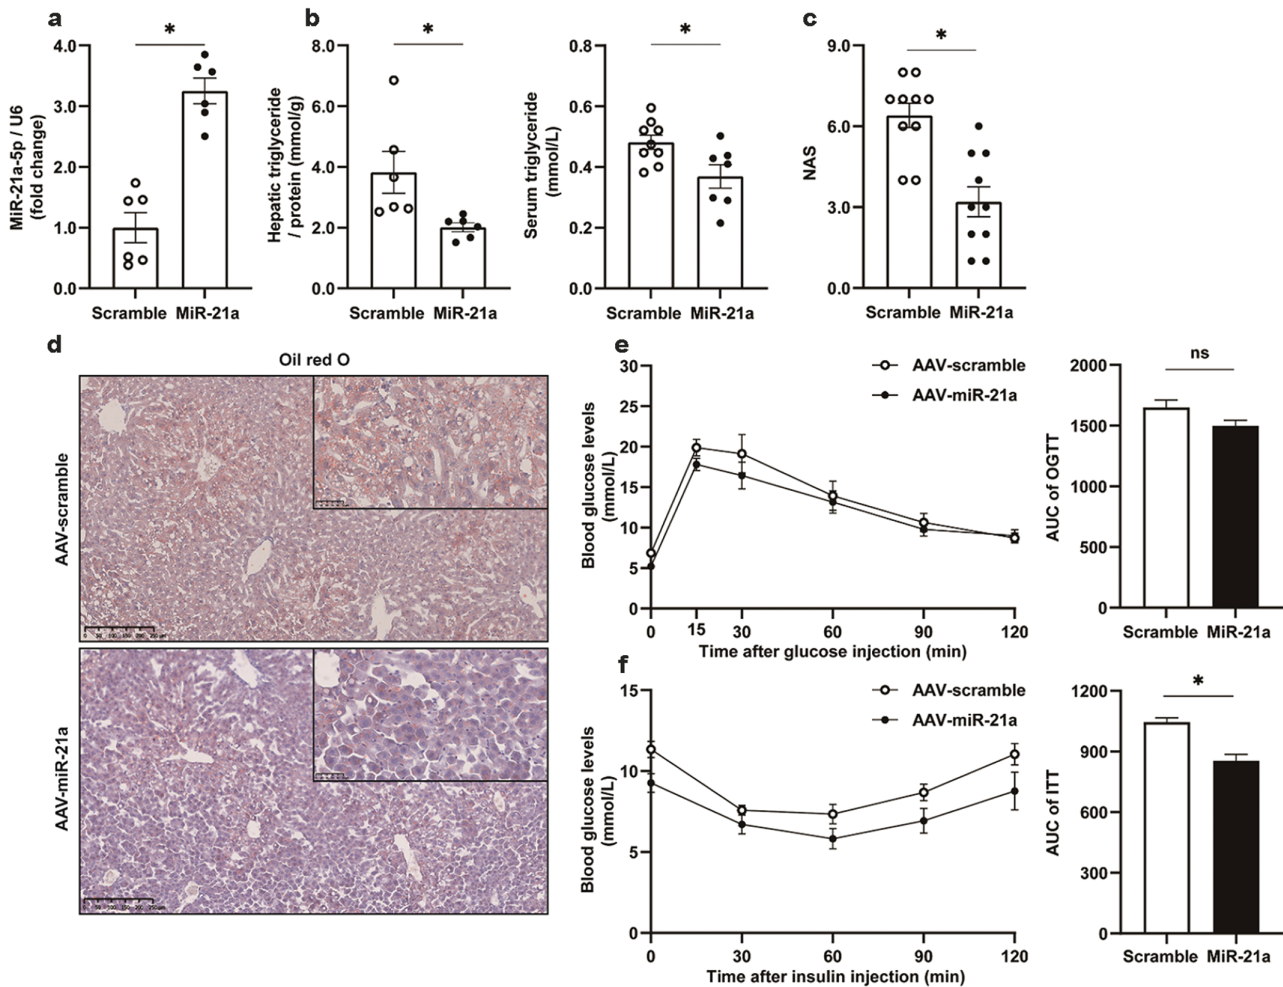 a
MiR-21a-5p / U6
(fold change)
4.0
3.0
2.0
1.0
0.0
*
Scramble MiR-21a
b
Hepatic triglyceride
/ protein (mmol/g)
8.0
6.0
4.0
2.0
0.0
*
Scramble MiR-21a
Serum triglyceride
(mmol/L)
0.8
0.6
0.4
0.2
0.0
*
Scramble MiR-21a
c
NAS
9.0
6.0
3.0
0.0
*
Scramble MiR-21a
d
Oil red O
AAV-scramble
AAV-miR-21a
e
Blood glucose levels
(mmol/L)
30
25
20
15
10
5
0
AAV-scramble
AAV-miR-21a
0 15 30 60 90 120
Time after glucose injection (min)
AUC of OGTT
2000
1500
1000
500
0
ns
Scramble MiR-21a
f
Blood glucose levels
(mmol/L)
15
10
5
0
AAV-scramble
AAV-miR-21a
0 30 60 90 120
Time after insulin injection (min)
AUC of ITT
1200
900
600
300
0
*
Scramble MiR-21a